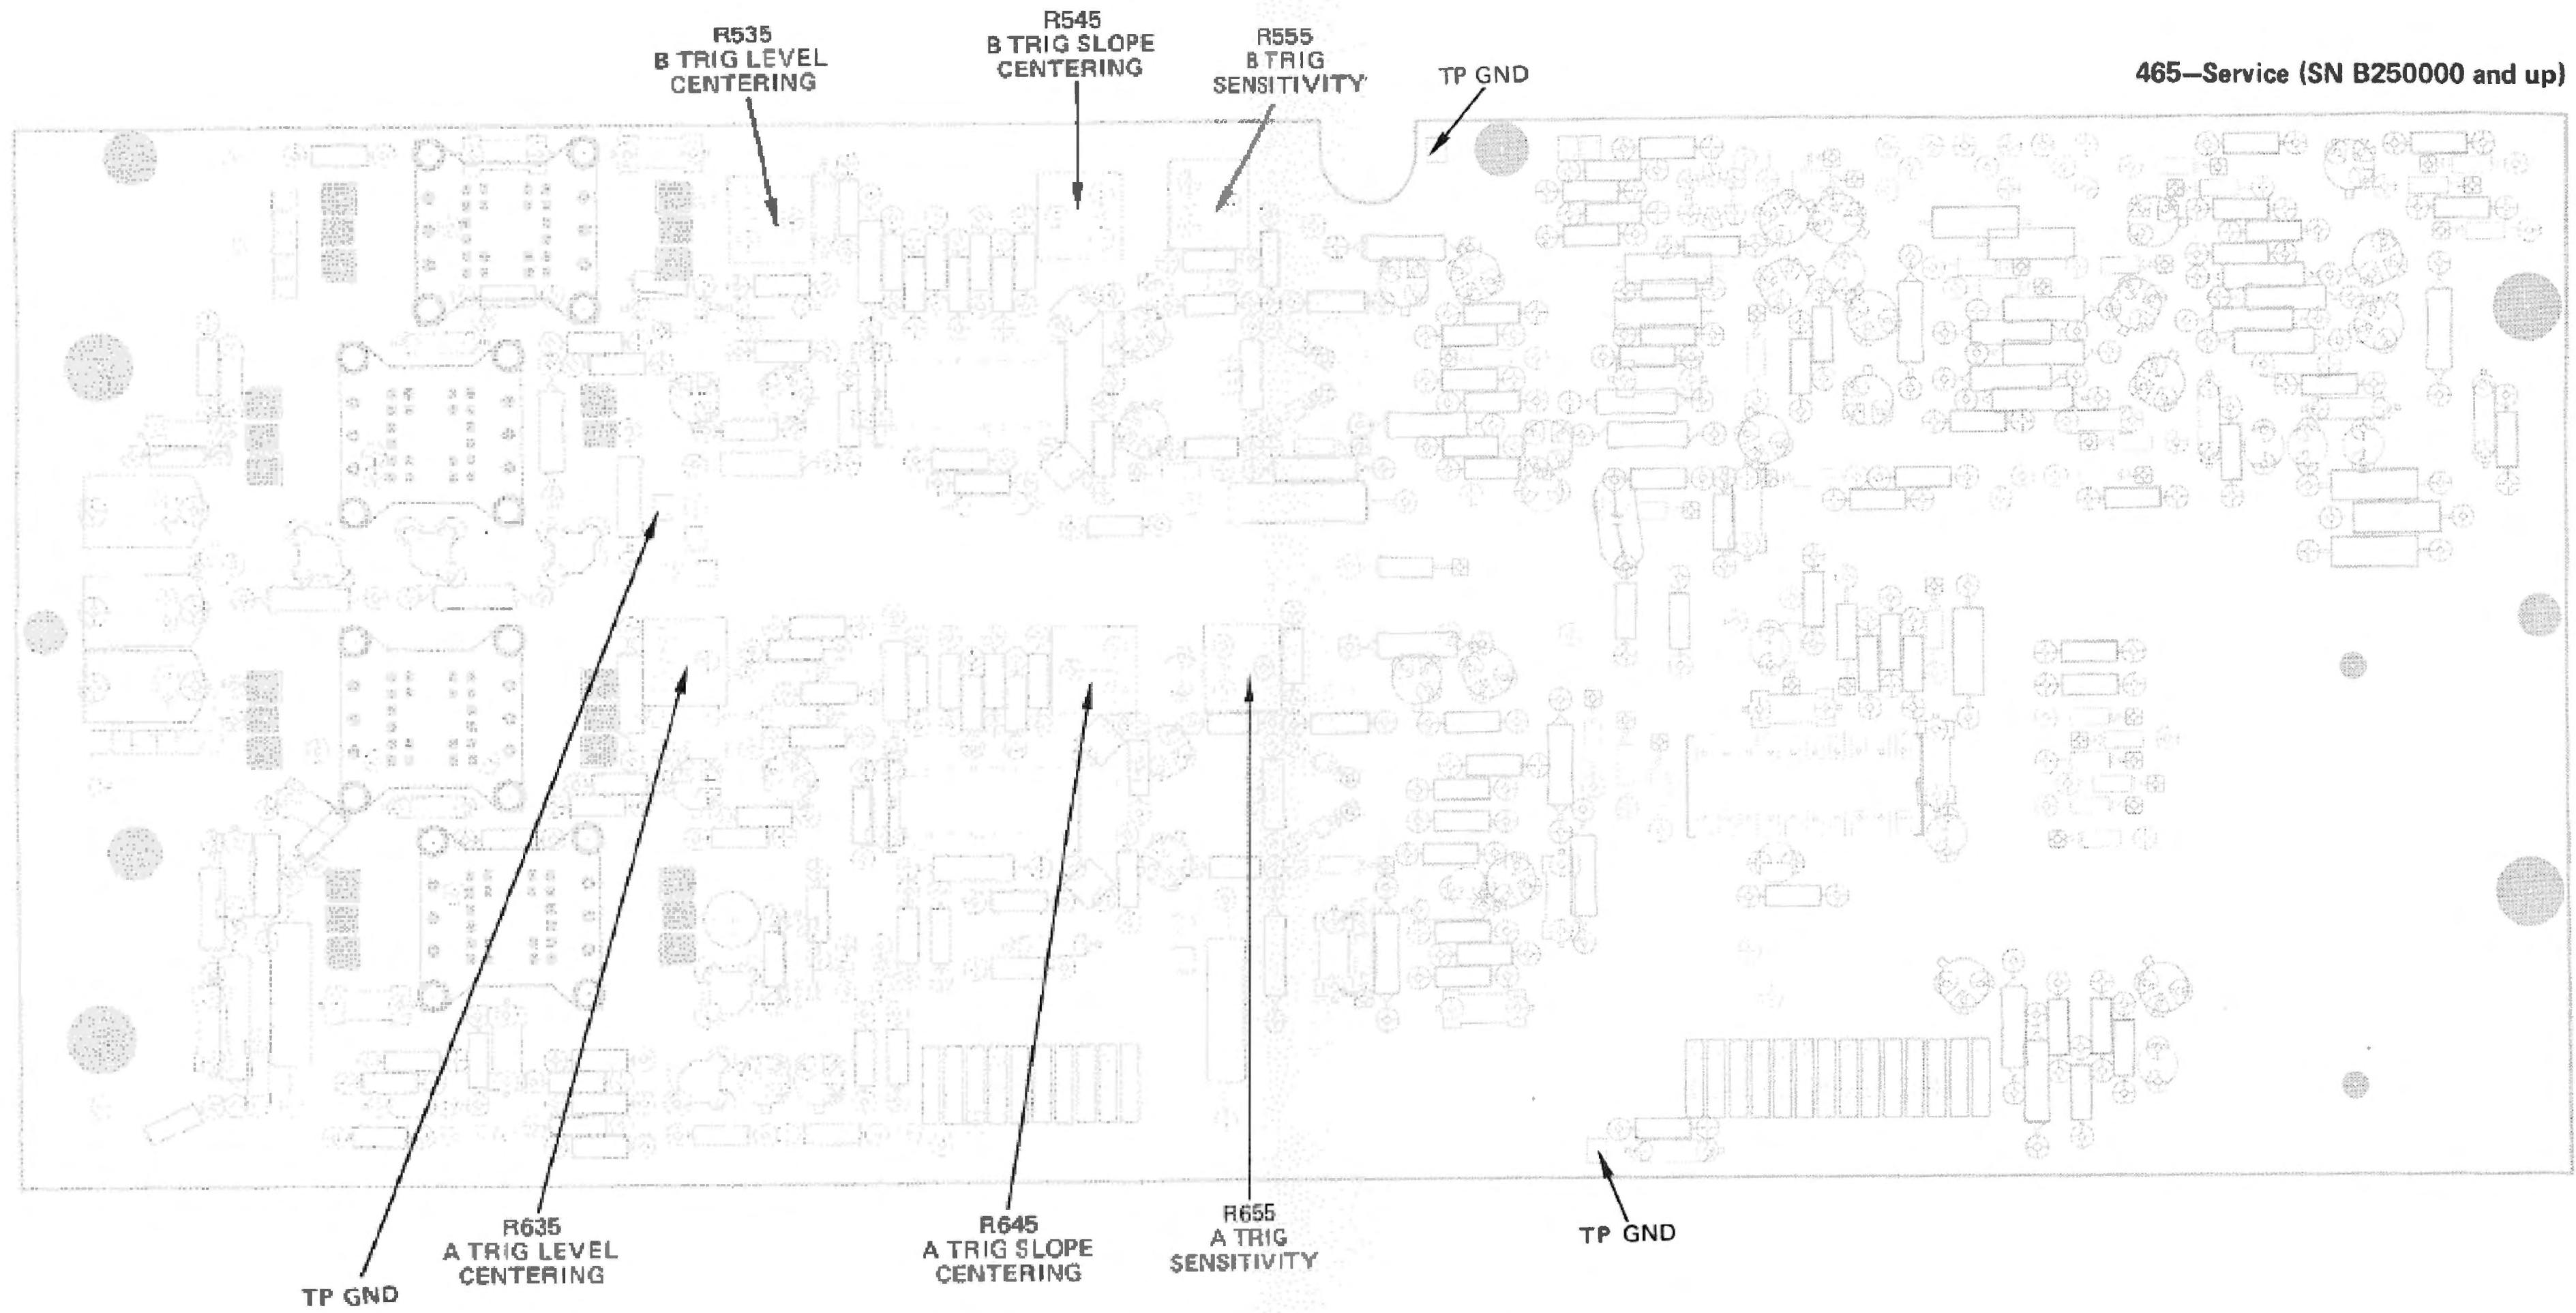 R535
B TRIG LEVEL
CENTERING
R545
B TRIG SLOPE
CENTERING
R555
B TRIG
SENSITIVITY
TP GND
465—Service (SN B250000 and up)
R635
A TRIG LEVEL
CENTERING
TP GND
R645
A TRIG SLOPE
CENTERING
R655
A TRIG
SENSITIVITY
TP GND